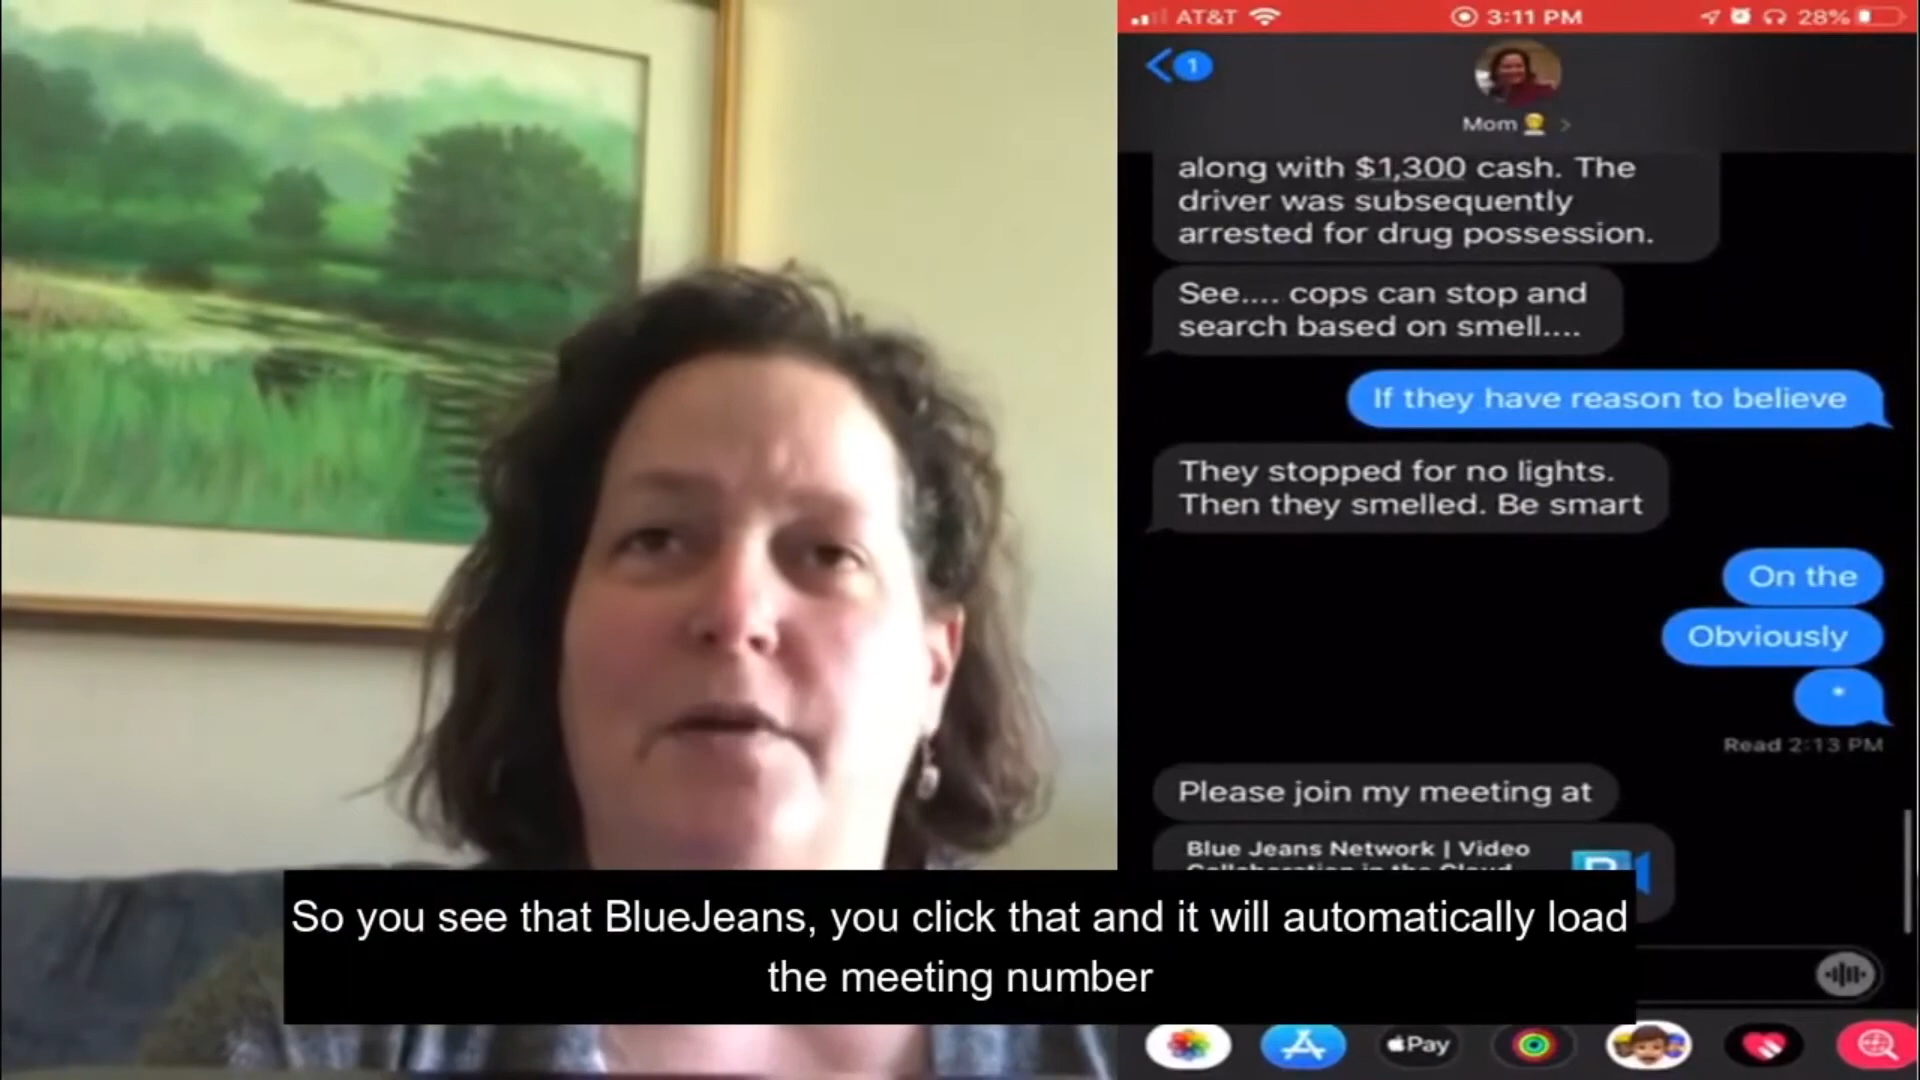 AT&T
3:11 PM
28%
1
Mom
along with $1,300 cash. The
driver was subsequently
arrested for drug possession.
See.... cops can stop and
search based on smell....
If they have reason to believe
They stopped for no lights.
Then they smelled. Be smart
On the
Obviously
*
Read 2:13 PM
Please join my meeting at
Blue Jeans Network | Video
Collaboration in the Cloud
So you see that BlueJeans, you click that and it will automatically load
the meeting number
Pay